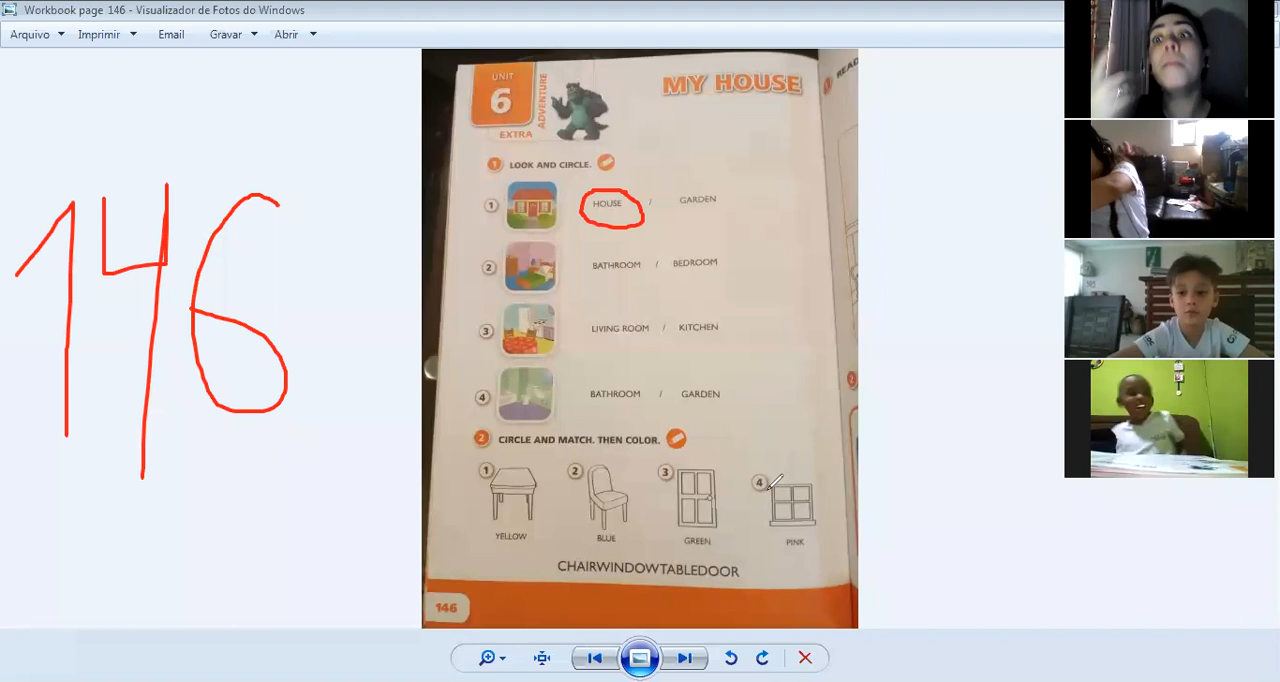 Workbook page 146 - Visualizador de Fotos do Windows
Arquivo Imprimir Email Gravar Abrir
146
UNIT
6
EXTRA
ADVENTURE
MY HOUSE
READ
1 LOOK AND CIRCLE.
1 HOUSE / GARDEN
2 BATHROOM / BEDROOM
3 LIVING ROOM / KITCHEN
4 BATHROOM / GARDEN
2 CIRCLE AND MATCH. THEN COLOR.
1 2 3 4
YELLOW BLUE GREEN PINK
CHAIRWINDOWTABLEDOOR
146